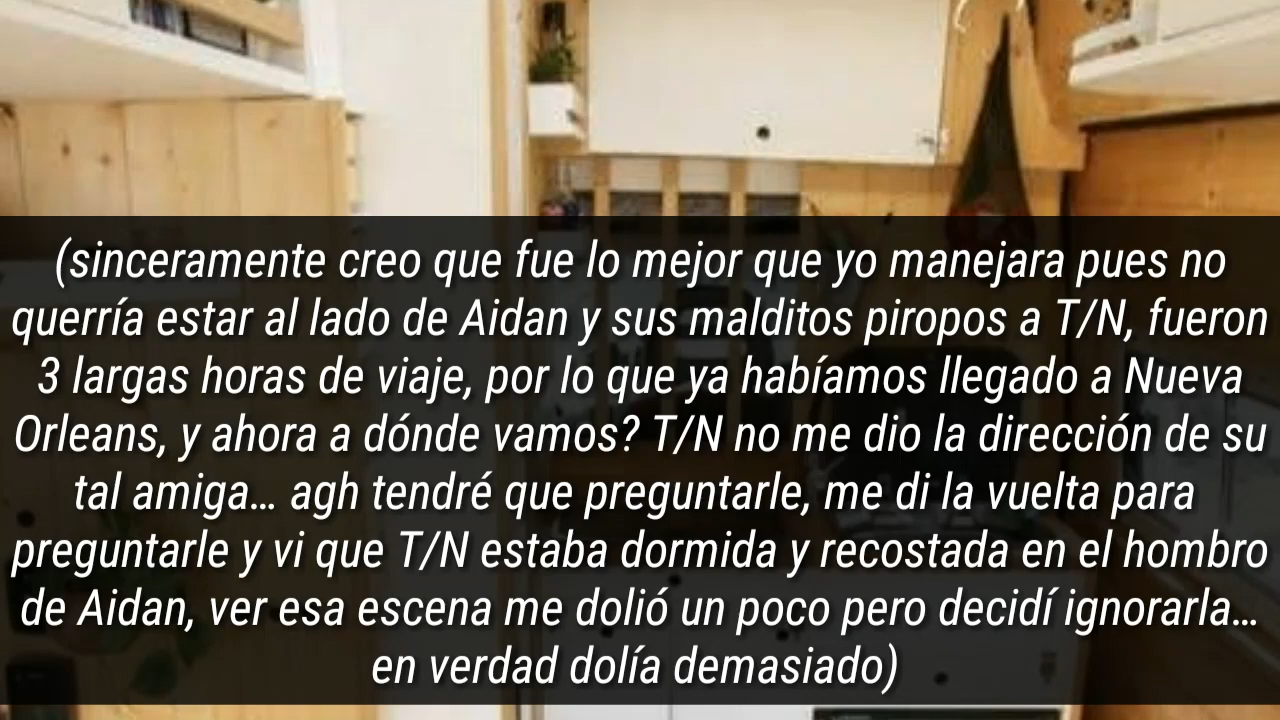 (sinceramente creo que fue lo mejor que yo manejara pues no
querría estar al lado de Aidan y sus malditos piropos a T/N, fueron
3 largas horas de viaje, por lo que ya habíamos llegado a Nueva
Orleans, y ahora a dónde vamos? T/N no me dio la dirección de su
tal amiga... agh tendré que preguntarle, me di la vuelta para
preguntarle y vi que T/N estaba dormida y recostada en el hombro
de Aidan, ver esa escena me dolió un poco pero decidí ignorarla...
en verdad dolía demasiado)